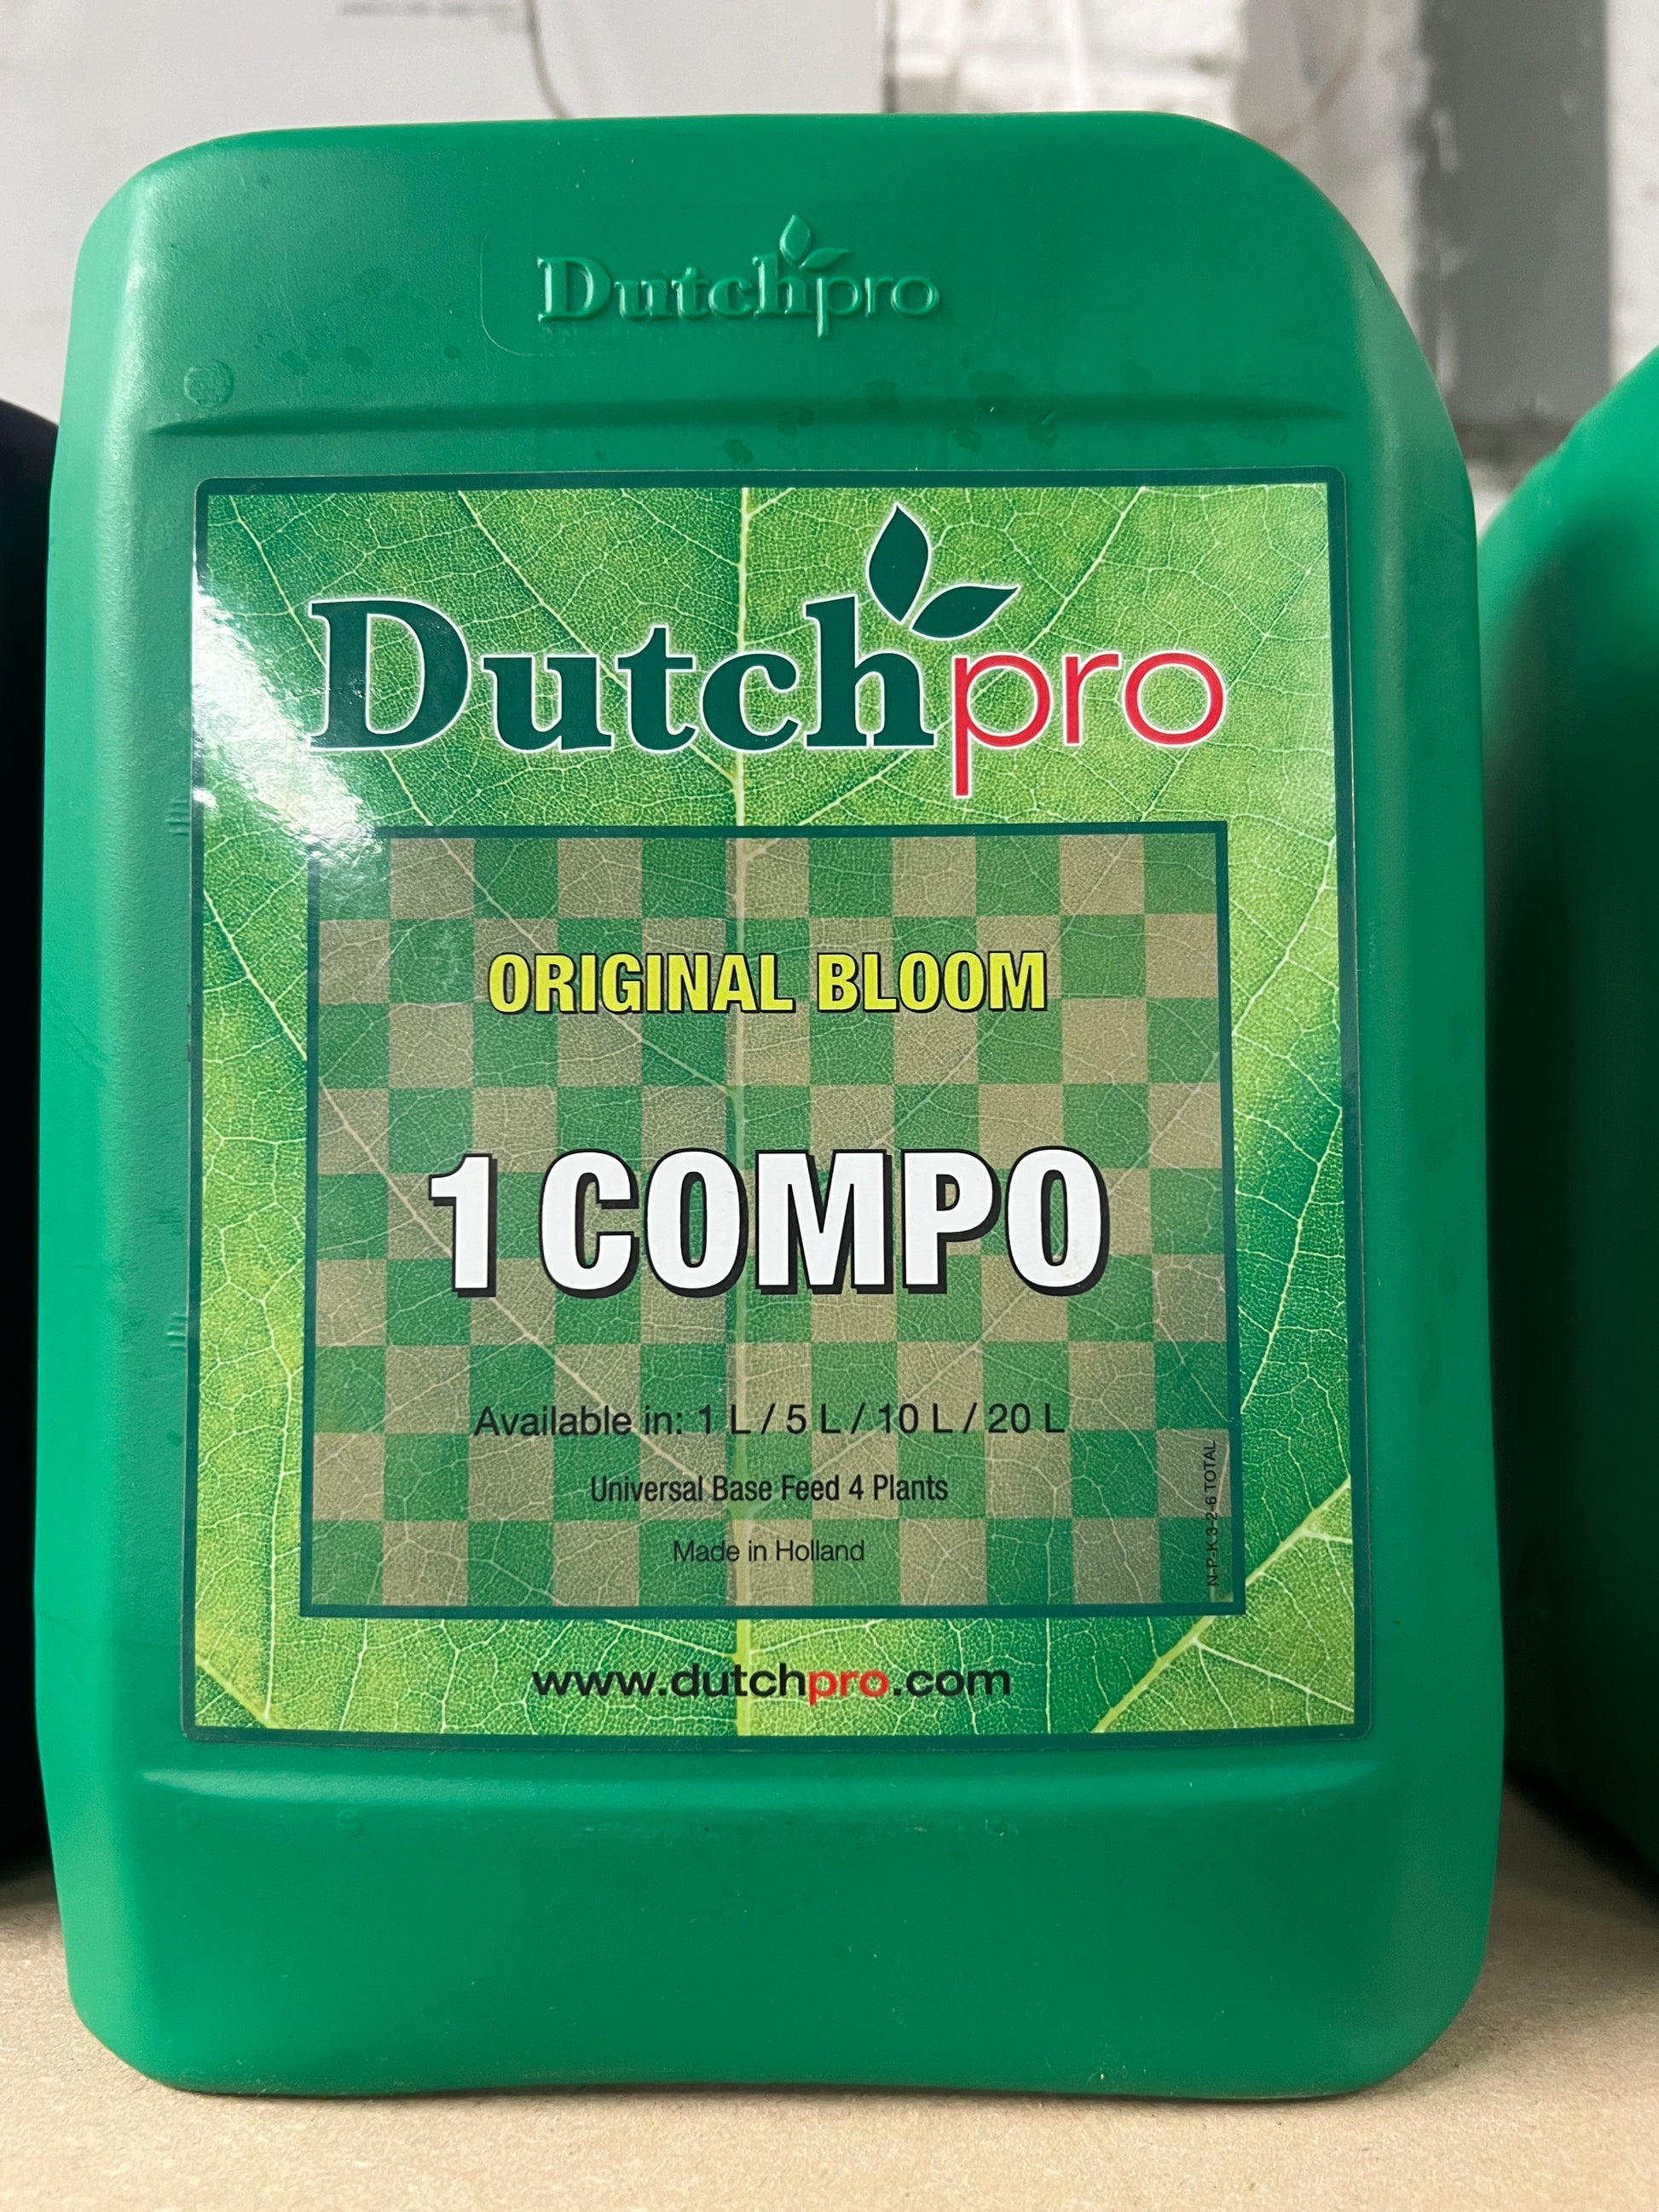 Dutchpro
Dutchpro
ORIGINAL BLOOM
1 COMPO
Available in: 1 L / 5 L / 10 L / 20 L
Universal Base Feed 4 Plants
Made in Holland
N-P-K 3-2-6 TOTAL
www.dutchpro.com